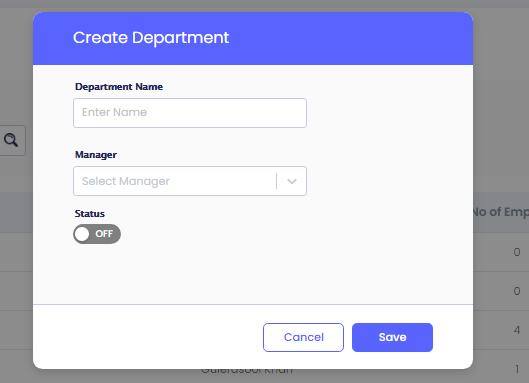 Create Department
Department Name
Enter Name
Manager
Select Manager
No of Emp
Status
OFF
0
0
4
Cancel
Save
1